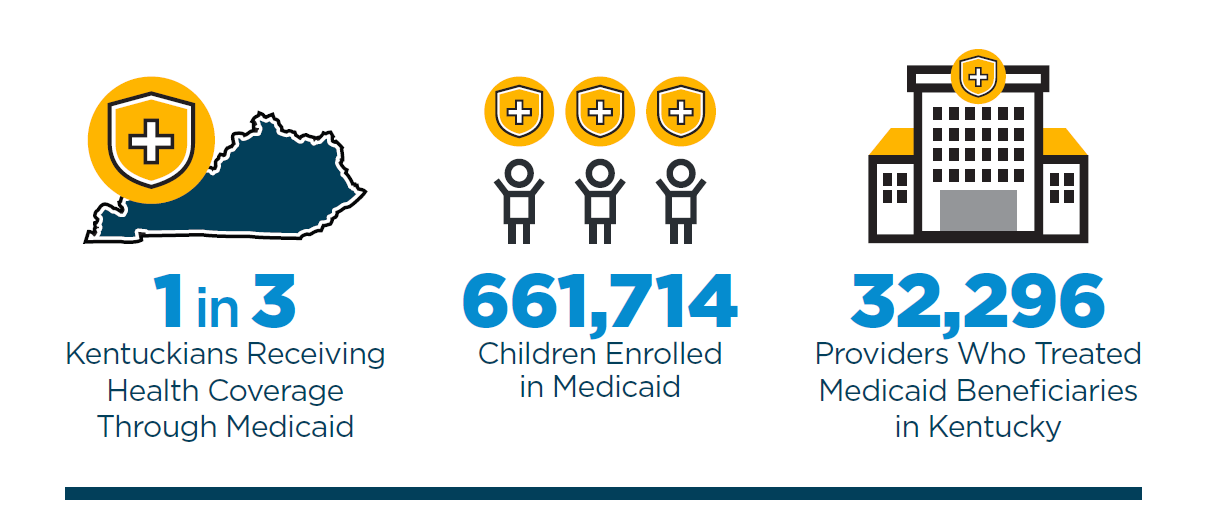 1 in 3
Kentuckians Receiving
Health Coverage
Through Medicaid
661,714
Children Enrolled
in Medicaid
32,296
Providers Who Treated
Medicaid Beneficiaries
in Kentucky